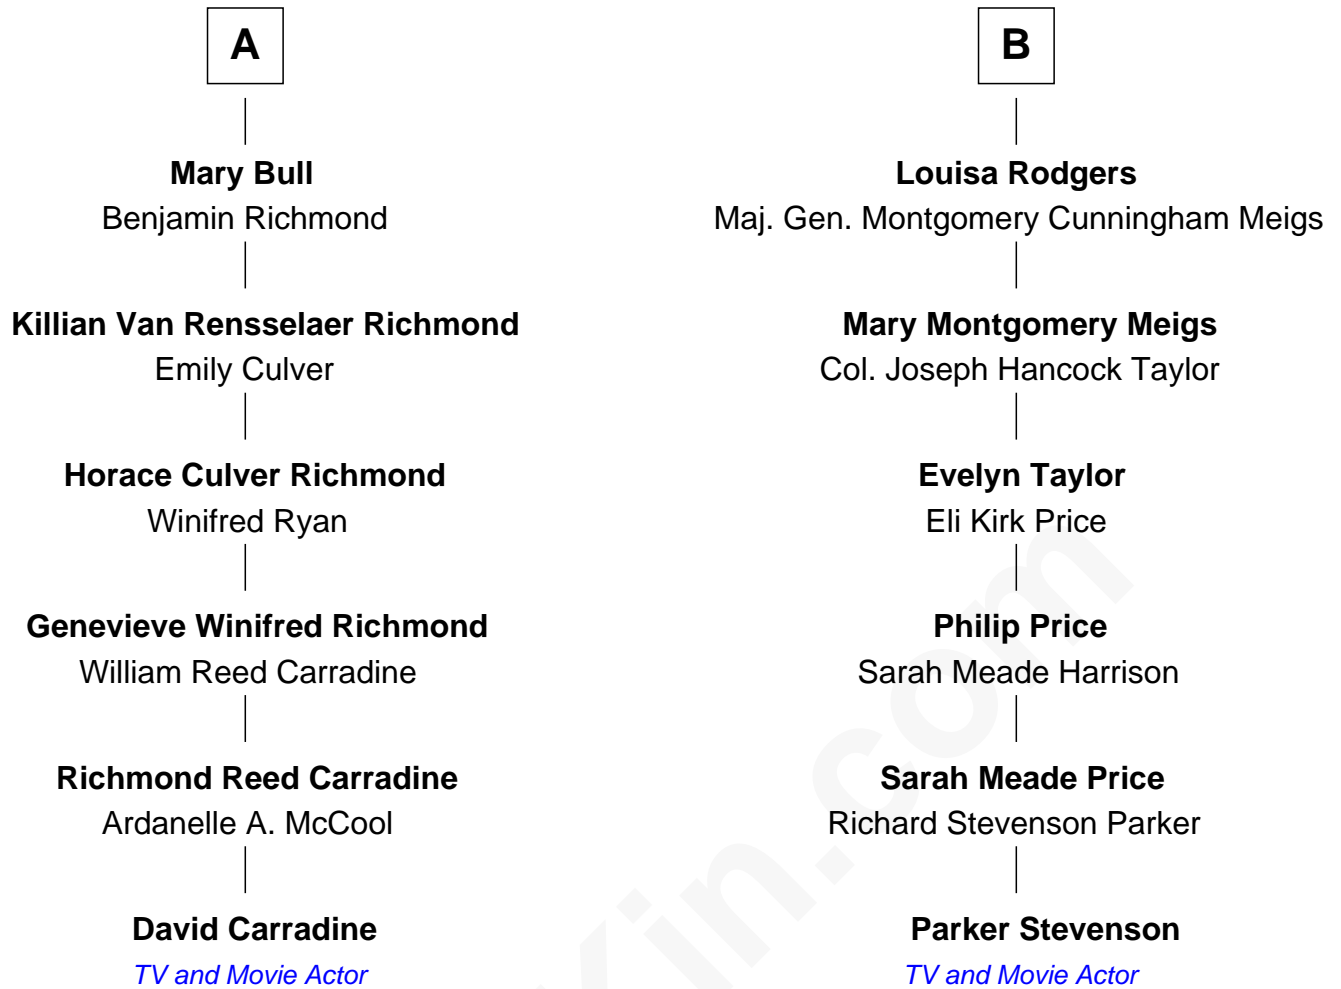 A
Mary Bull
Benjamin Richmond
Killian Van Rensselaer Richmond
Emily Culver
Horace Culver Richmond
Winifred Ryan
Genevieve Winifred Richmond
William Reed Carradine
Richmond Reed Carradine
Ardanelle A. McCool
David Carradine
TV and Movie Actor
B
Louisa Rodgers
Maj. Gen. Montgomery Cunningham Meigs
Mary Montgomery Meigs
Col. Joseph Hancock Taylor
Evelyn Taylor
Eli Kirk Price
Philip Price
Sarah Meade Harrison
Sarah Meade Price
Richard Stevenson Parker
Parker Stevenson
TV and Movie Actor
Kin.com